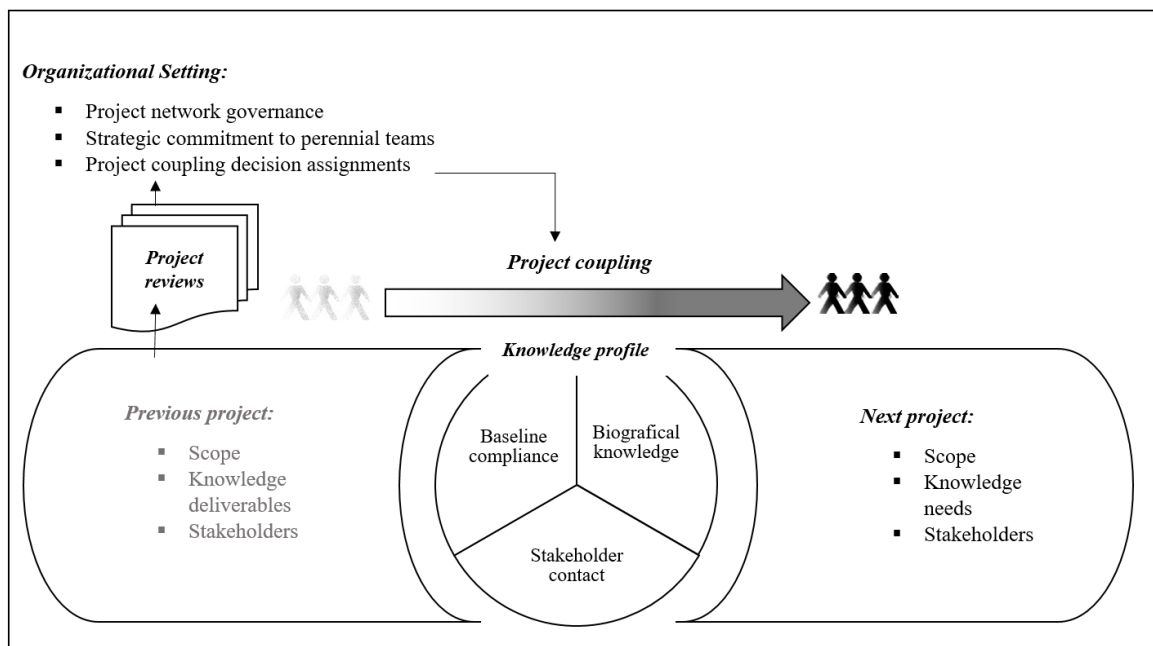 Organizational Setting:
▪ Project network governance
▪ Strategic commitment to perennial teams
▪ Project coupling decision assignments
Project
reviews
Project coupling
Knowledge profile
Previous project:
▪ Scope
▪ Knowledge
deliverables
▪ Stakeholders
Baseline
compliance
Biografical
knowledge
Stakeholder
contact
Next project:
▪ Scope
▪ Knowledge
needs
▪ Stakeholders